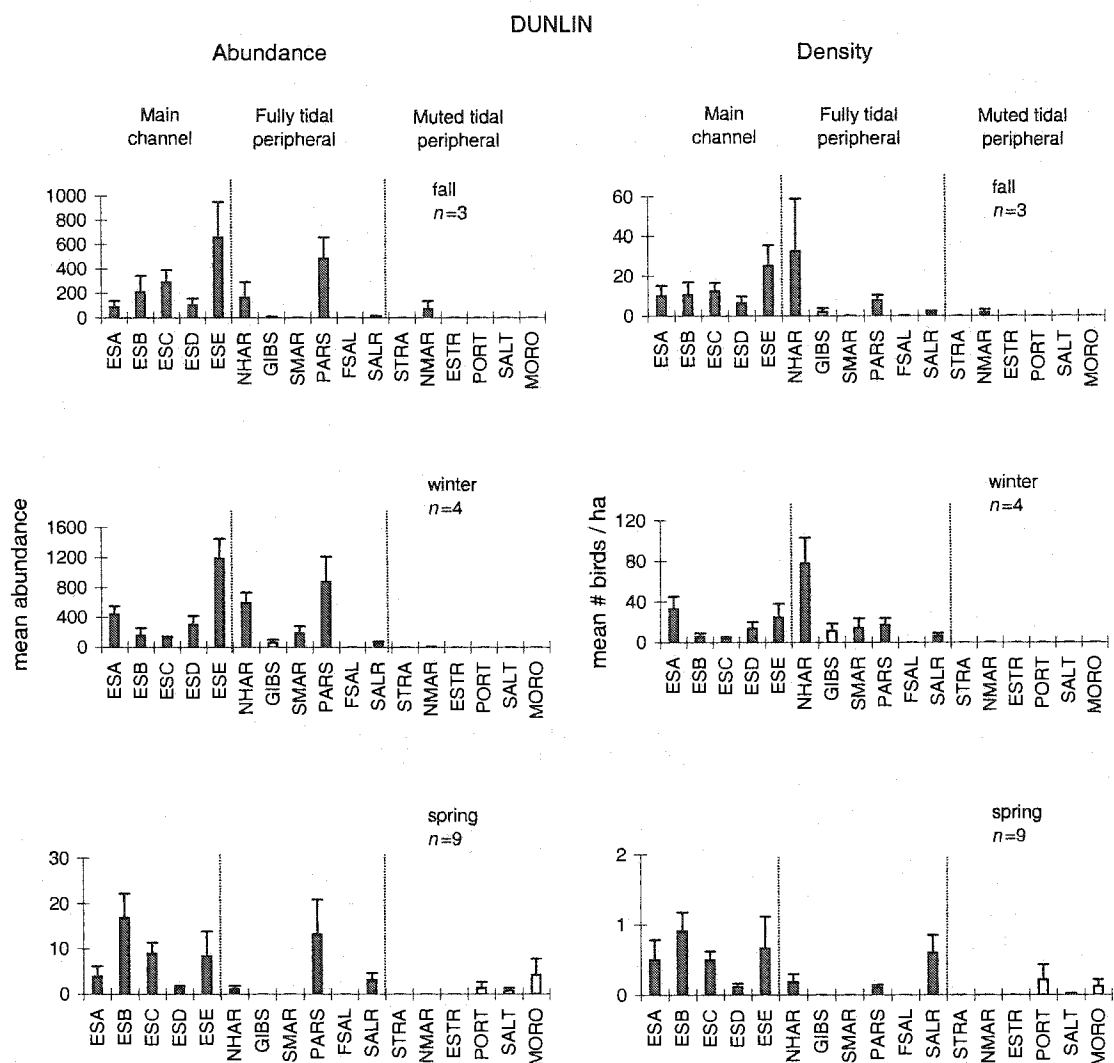 DUNLIN
Abundance
Density
Main
channel
Fully tidal
peripheral
Muted tidal
peripheral
Main
channel
Fully tidal
peripheral
Muted tidal
peripheral
fall
n=3
1000
800
600
400
200
0
ESA ESB ESC ESD ESE NHAR GIBS SMAR PARS FSAL SALR STRA NMAR ESTR PORT SALT MORO
fall
n=3
60
40
20
0
ESA ESB ESC ESD ESE NHAR GIBS SMAR PARS FSAL SALR STRA NMAR ESTR PORT SALT MORO
mean abundance
winter
n=4
1600
1200
800
400
0
ESA ESB ESC ESD ESE NHAR GIBS SMAR PARS FSAL SALR STRA NMAR ESTR PORT SALT MORO
mean # birds / ha
winter
n=4
120
80
40
0
ESA ESB ESC ESD ESE NHAR GIBS SMAR PARS FSAL SALR STRA NMAR ESTR PORT SALT MORO
spring
n=9
30
20
10
0
ESA ESB ESC ESD ESE NHAR GIBS SMAR PARS FSAL SALR STRA NMAR ESTR PORT SALT MORO
spring
n=9
2
1
0
ESA ESB ESC ESD ESE NHAR GIBS SMAR PARS FSAL SALR STRA NMAR ESTR PORT SALT MORO